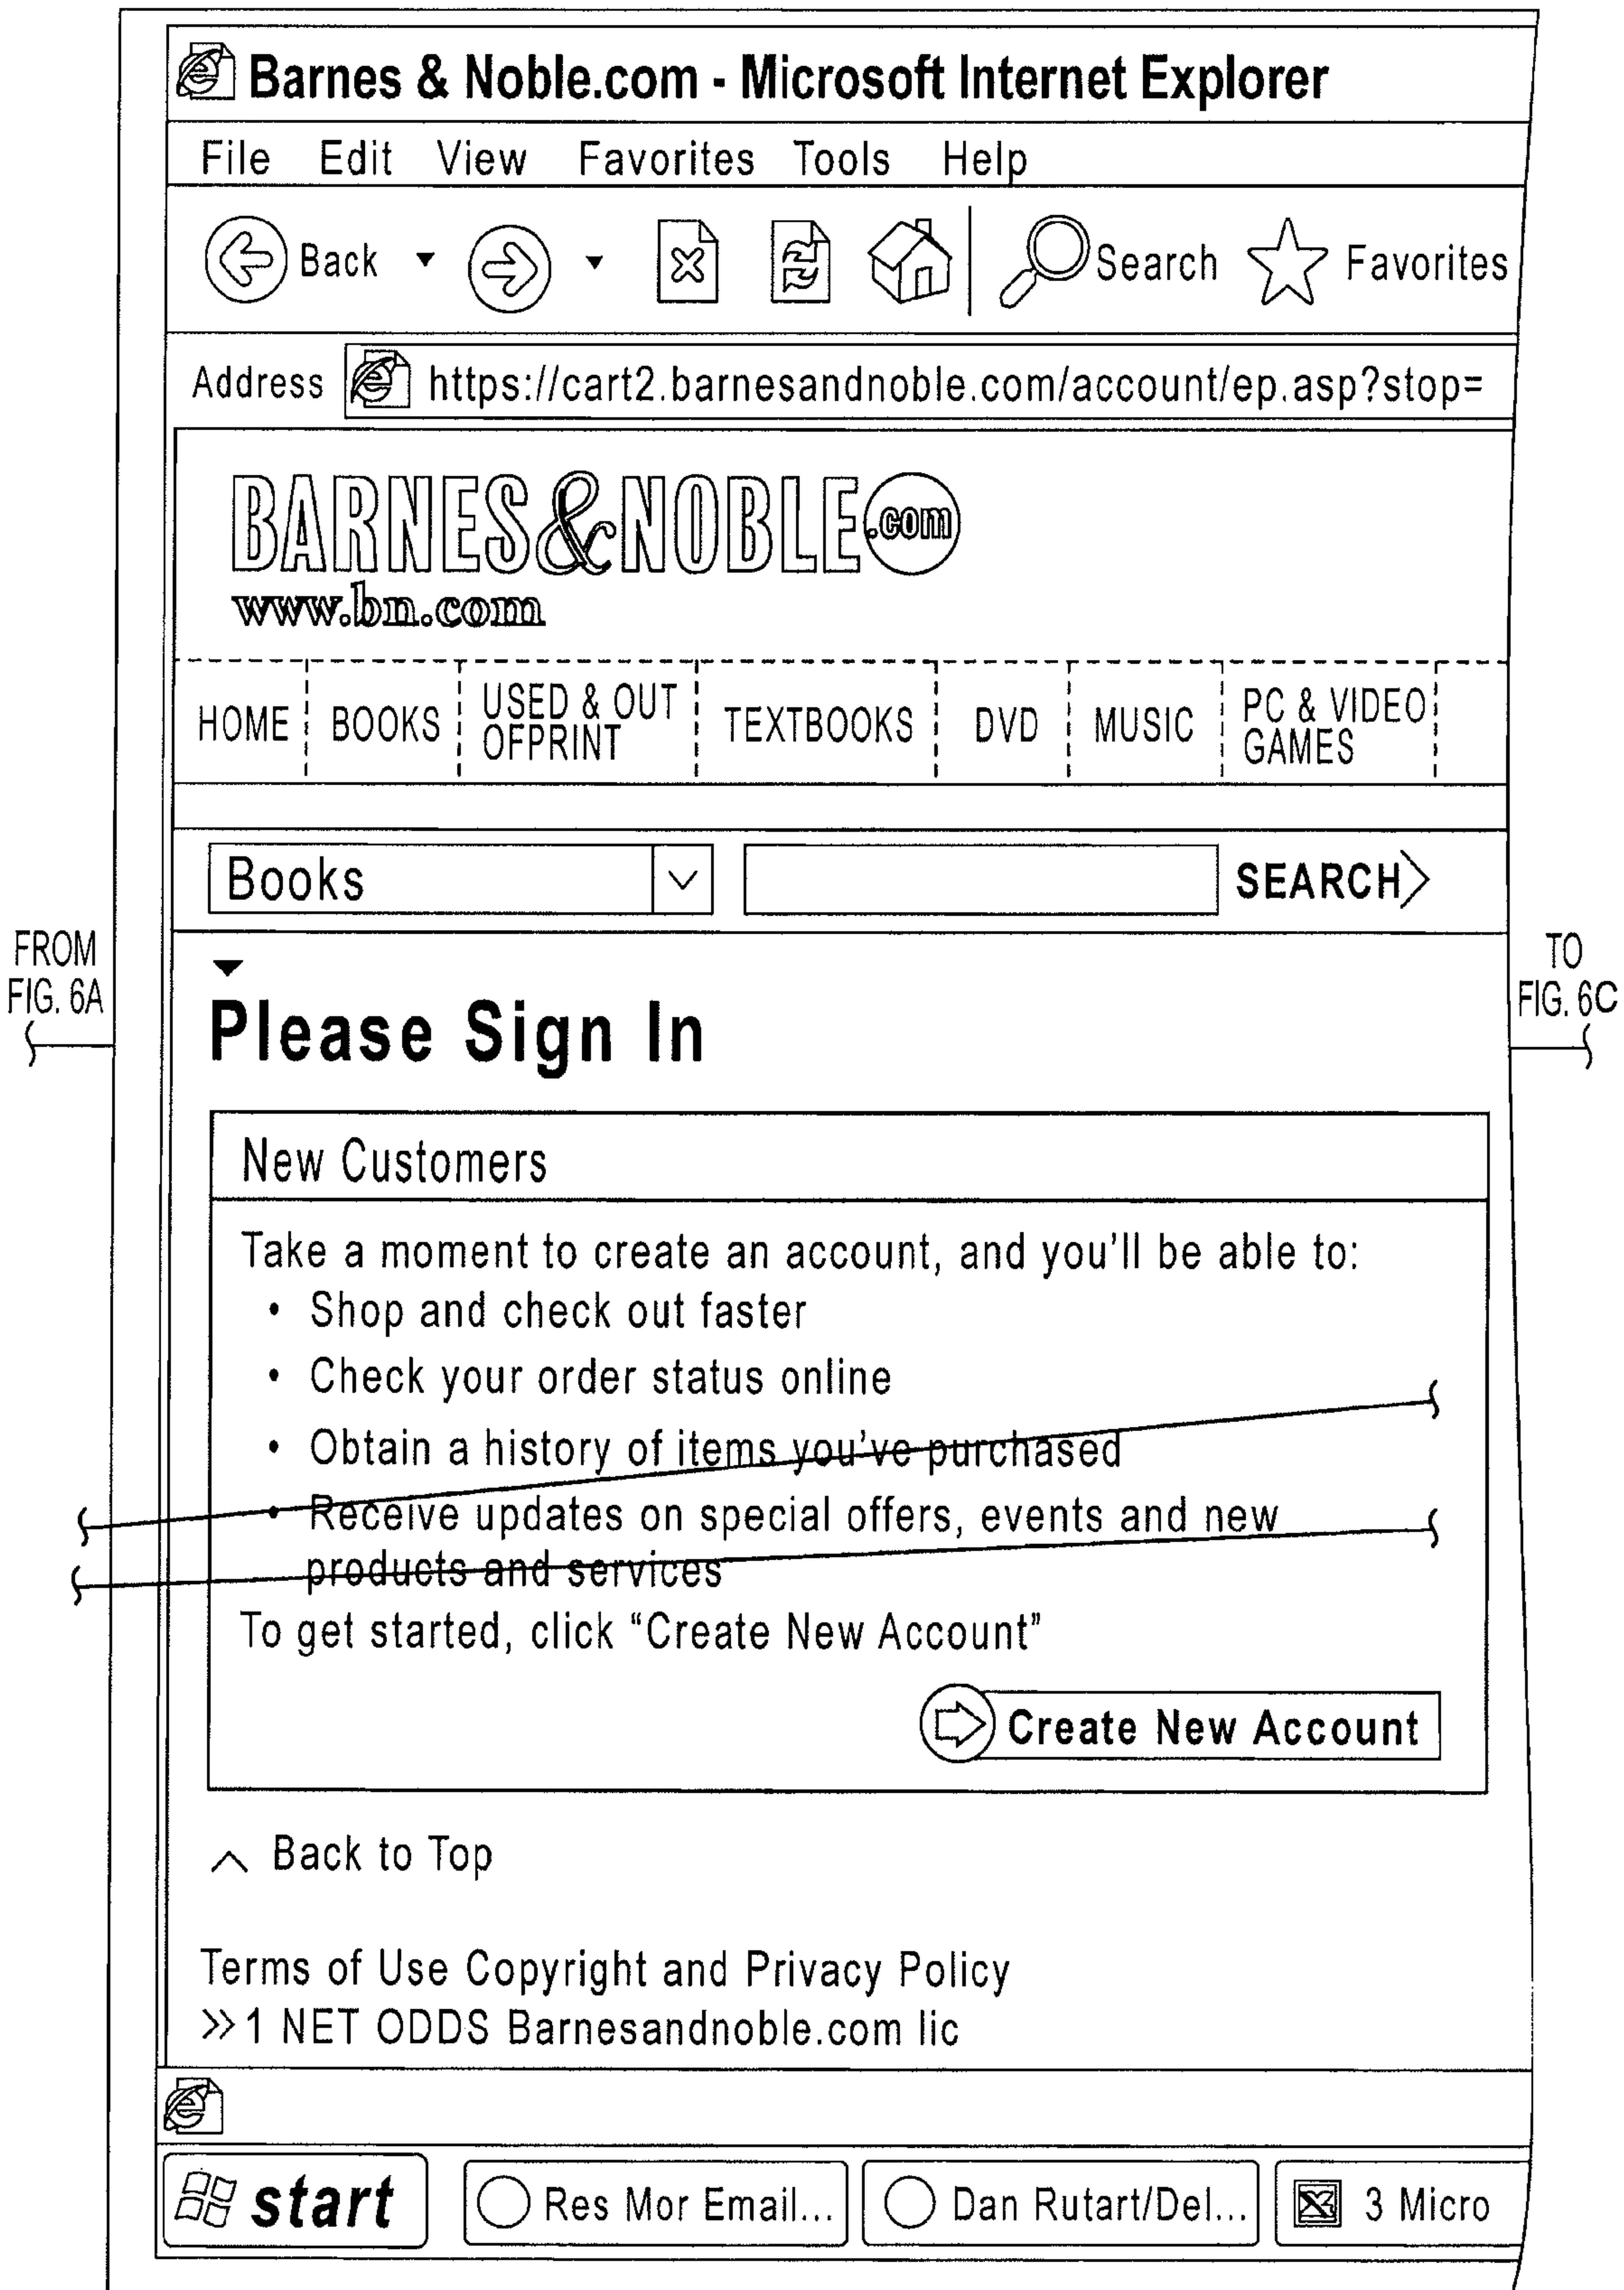 Barnes & Noble.com - Microsoft Internet Explorer
File Edit View Favorites Tools Help
Back Search Favorites
Address https://cart2.barnesandnoble.com/account/ep.asp?stop=
BARNES&NOBLE.com
www.bn.com
HOME BOOKS USED & OUT OFPRINT TEXTBOOKS DVD MUSIC PC & VIDEO GAMES
Books SEARCH
FROM
FIG. 6A
TO
FIG. 6C
Please Sign In
New Customers
Take a moment to create an account, and you'll be able to:
• Shop and check out faster
• Check your order status online
• Obtain a history of items you've purchased
• Receive updates on special offers, events and new
products and services
To get started, click “Create New Account”
Create New Account
Back to Top
Terms of Use Copyright and Privacy Policy
>>1 NET ODDS Barnesandnoble.com lic
start Res Mor Email... Dan Rutart/Del... 3 Micro